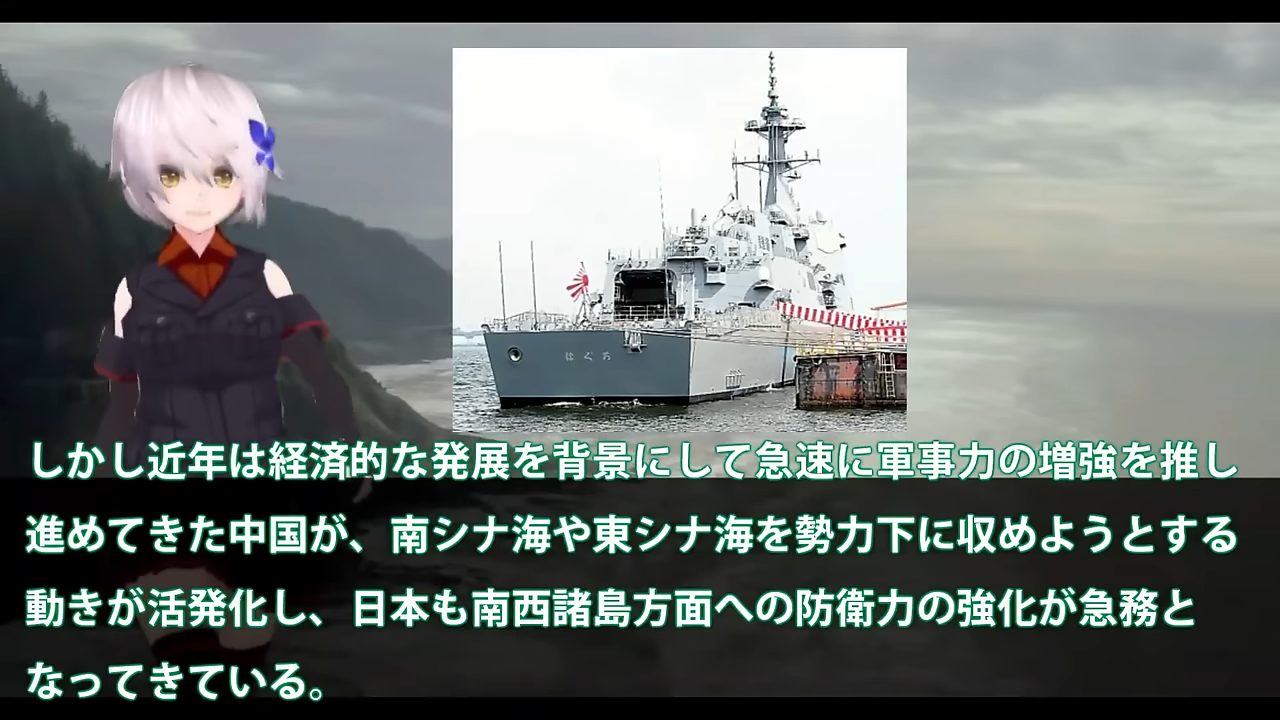 はぐろ
しかし近年は経済的な発展を背景にして急速に軍事力の増強を推し
進めてきた中国が、南シナ海や東シナ海を勢力下に収めようとする
動きが活発化し、日本も南西諸島方面への防衛力の強化が急務と
なってきている。